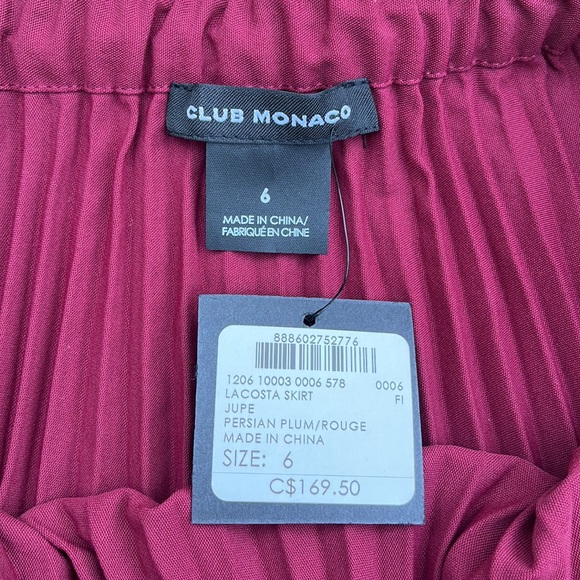 CLUB MONACO
6
MADE IN CHINA/
FABRIQUÉ EN CHINE
888602752776
1206 10003 0006 578 0006
LACOSTA SKIRT FI
JUPE
PERSIAN PLUM/ROUGE
MADE IN CHINA
SIZE: 6
C$169.50